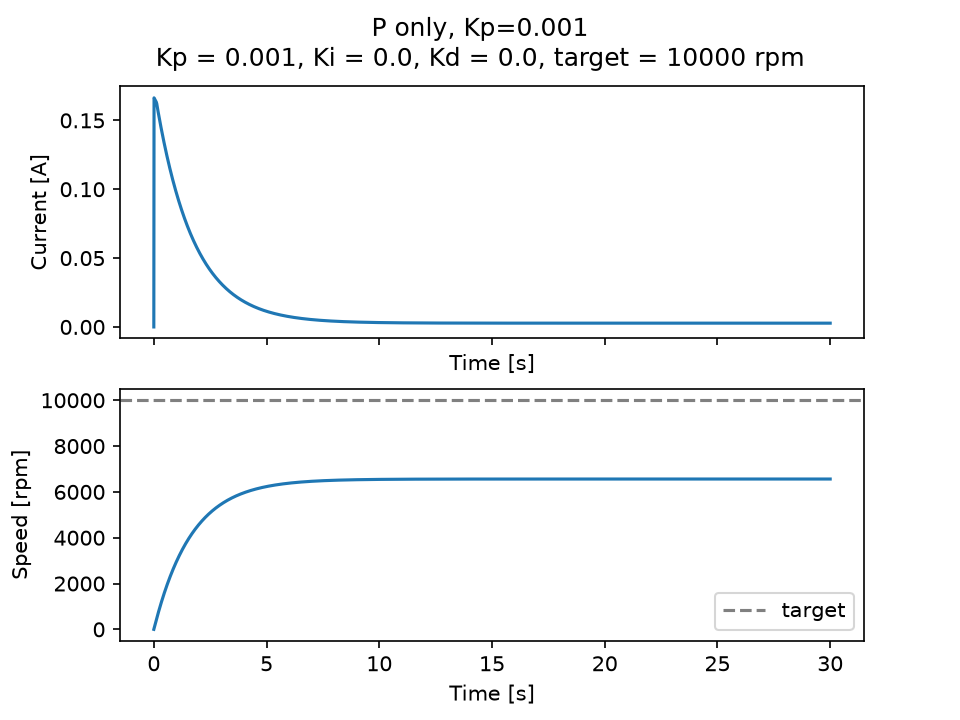 P only, Kp=0.001
Kp = 0.001, Ki = 0.0, Kd = 0.0, target = 10000 rpm
Current [A]
0.15
0.10
0.05
0.00
Time [s]
Speed [rpm]
10000
8000
6000
4000
2000
0
target
0 5 10 15 20 25 30
Time [s]